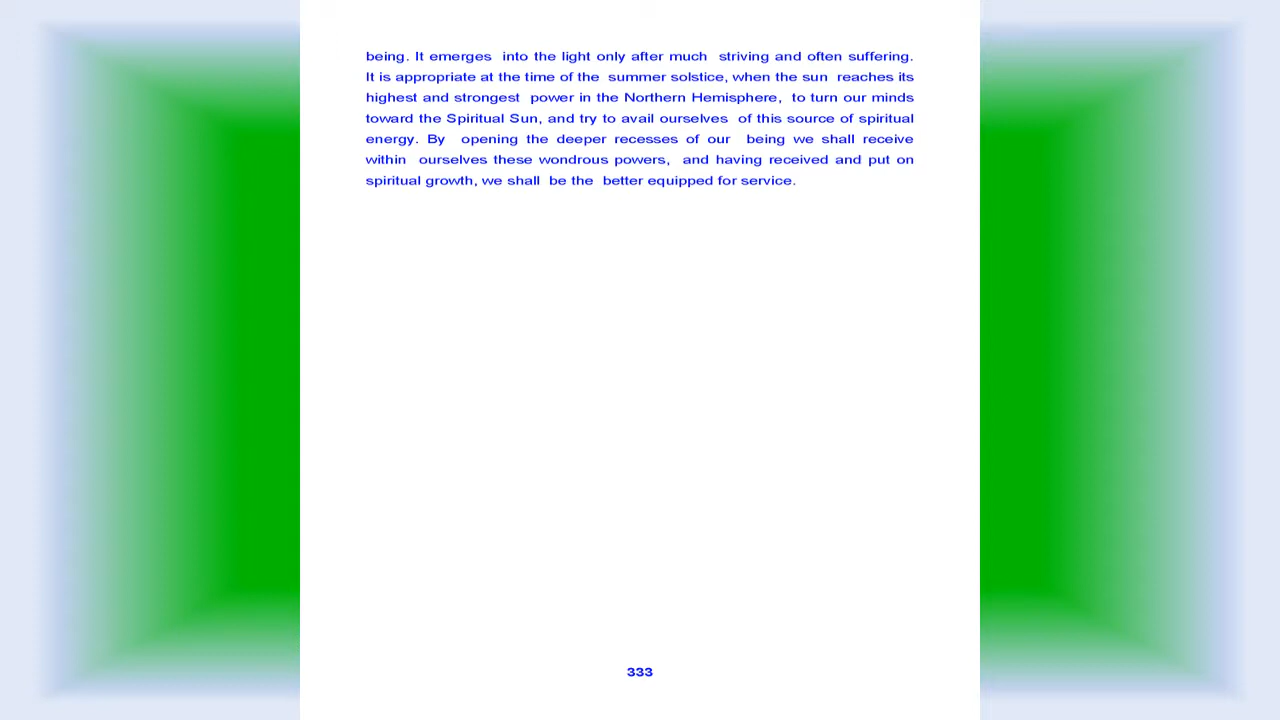 being. It emerges into the light only after much striving and often suffering.
It is appropriate at the time of the summer solstice, when the sun reaches its
highest and strongest power in the Northern Hemisphere, to turn our minds
toward the Spiritual Sun, and try to avail ourselves of this source of spiritual
energy. By opening the deeper recesses of our being we shall receive
within ourselves these wondrous powers, and having received and put on
spiritual growth, we shall be the better equipped for service.
333